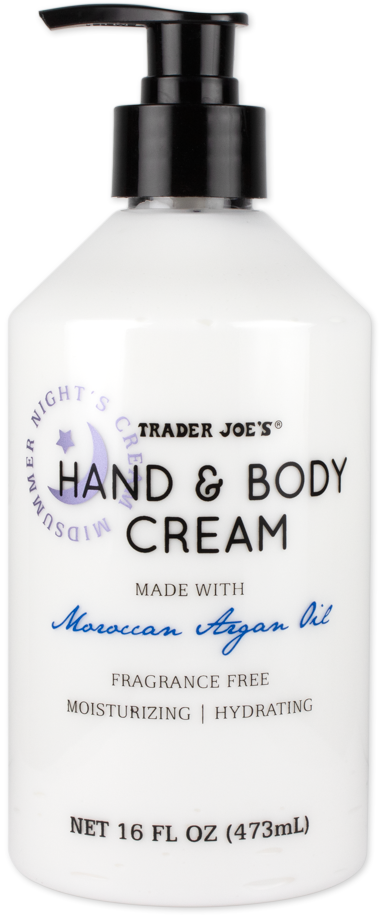 MIDSUMMER NIGHT'S CREAM
TRADER JOE'S®
HAND & BODY
CREAM
MADE WITH
Moroccan Argan Oil
FRAGRANCE FREE
MOISTURIZING | HYDRATING
NET 16 FL OZ (473mL)